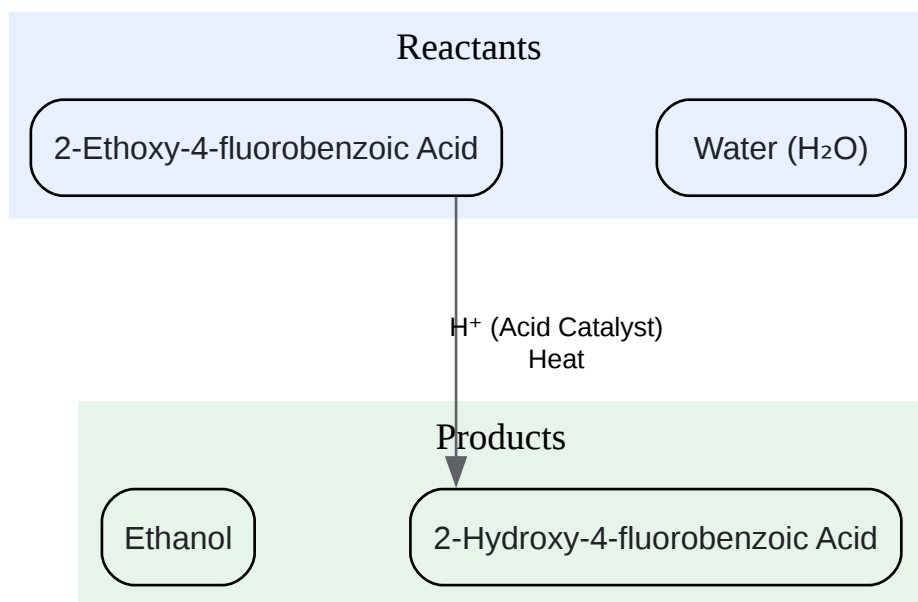 Reactants
2-Ethoxy-4-fluorobenzoic Acid
Water (H₂O)
H⁺ (Acid Catalyst)
Heat
Products
Ethanol
2-Hydroxy-4-fluorobenzoic Acid